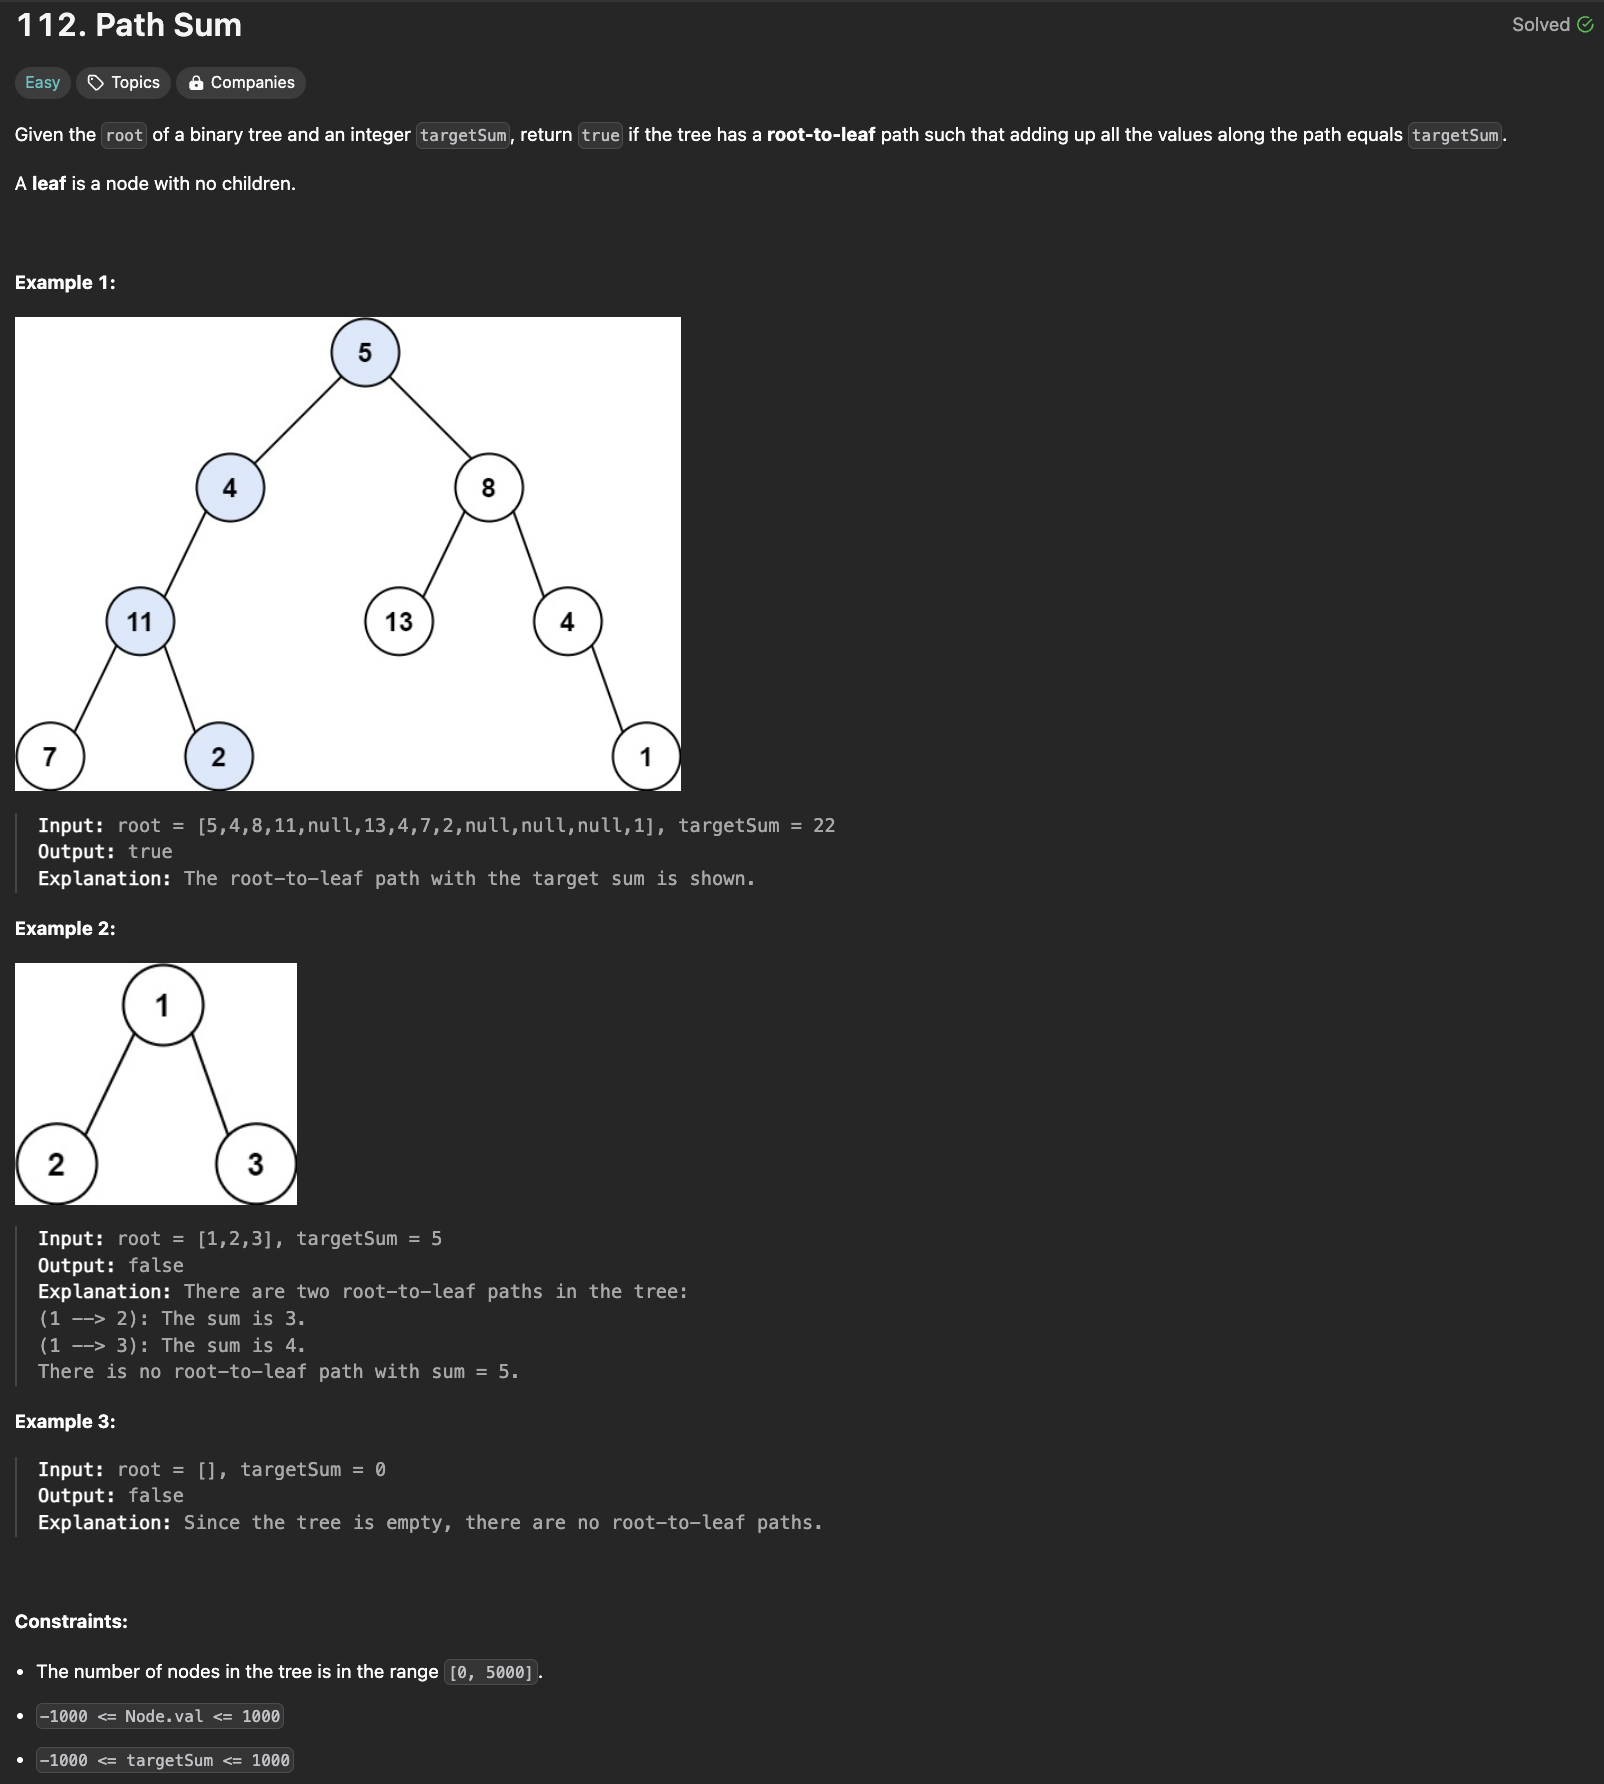 112. Path Sum
Solved
Easy Topics Companies
Given the root of a binary tree and an integer targetSum, return true if the tree has a root-to-leaf path such that adding up all the values along the path equals targetSum.
A leaf is a node with no children.
Example 1:
5
4 8
11 13 4
7 2 1
Input: root = [5,4,8,11,null,13,4,7,2,null,null,null,1], targetSum = 22
Output: true
Explanation: The root-to-leaf path with the target sum is shown.
Example 2:
1
2 3
Input: root = [1,2,3], targetSum = 5
Output: false
Explanation: There are two root-to-leaf paths in the tree:
(1 --> 2): The sum is 3.
(1 --> 3): The sum is 4.
There is no root-to-leaf path with sum = 5.
Example 3:
Input: root = [], targetSum = 0
Output: false
Explanation: Since the tree is empty, there are no root-to-leaf paths.
Constraints:
• The number of nodes in the tree is in the range [0, 5000].
• -1000 <= Node.val <= 1000
• -1000 <= targetSum <= 1000